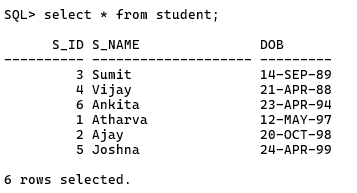 SQL> select * from student;
S_ID S_NAME DOB
---------- -------------------- ---------
3 Sumit 14-SEP-89
4 Vijay 21-APR-88
6 Ankita 23-APR-94
1 Atharva 12-MAY-97
2 Ajay 20-OCT-98
5 Joshna 24-APR-99
6 rows selected.